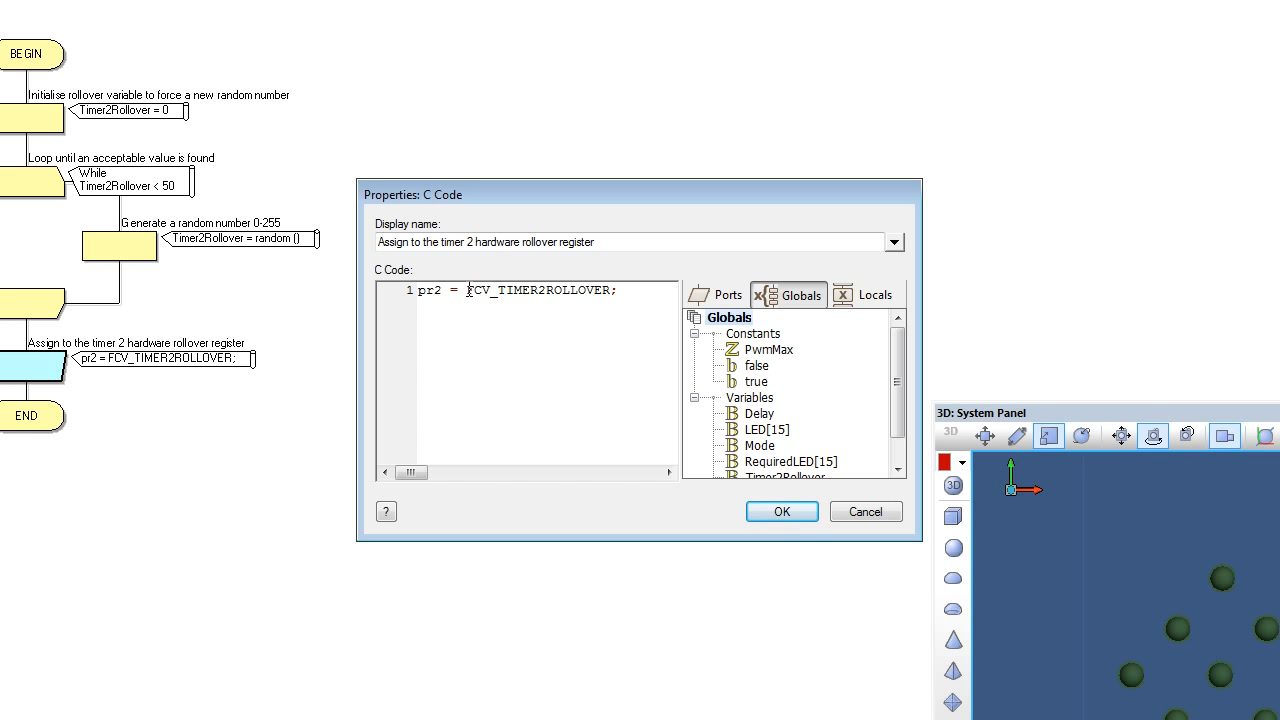 BEGIN
Initialise rollover variable to force a new random number
Timer2Rollover = 0
Loop until an acceptable value is found
While
Timer2Rollover < 50
Generate a random number 0-255
Timer2Rollover = random ()
Assign to the timer 2 hardware rollover register
pr2 = FCV_TIMER2ROLLOVER;
END
Properties: C Code
Display name:
Assign to the timer 2 hardware rollover register
C Code:
1 pr2 = FCV_TIMER2ROLLOVER;
Ports
Globals
Locals
Globals
Constants
PwmMax
false
true
Variables
Delay
LED[15]
Mode
RequiredLED[15]
Timer2Rollover
?
OK
Cancel
3D: System Panel
3D
3D